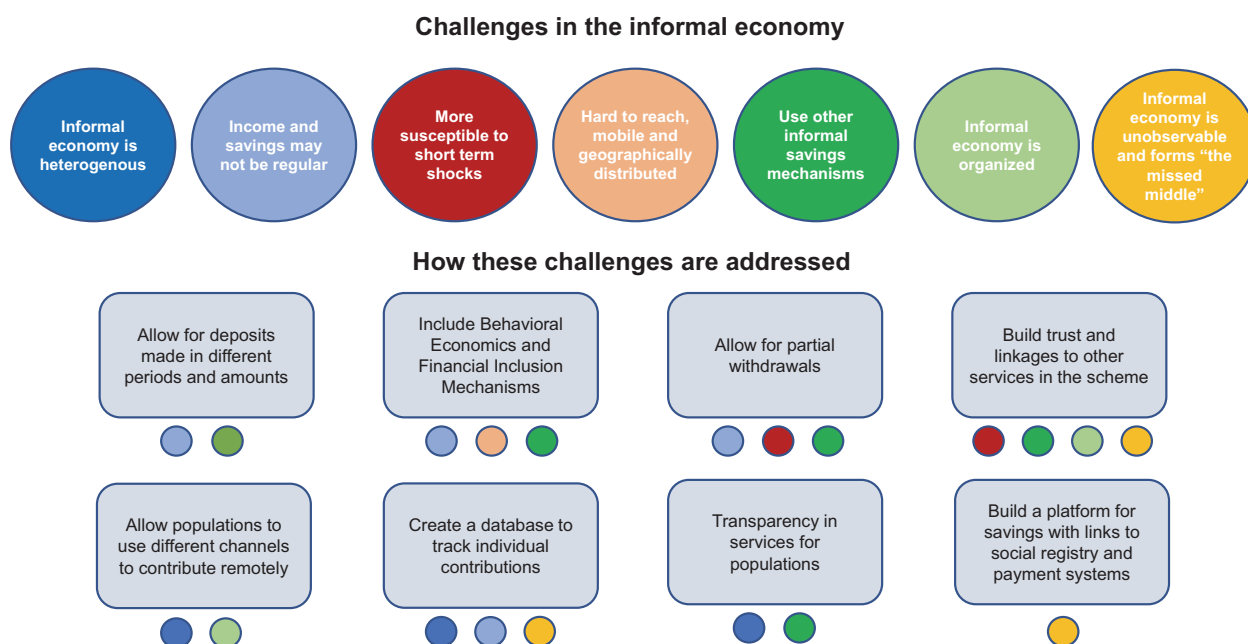 Challenges in the informal economy
Informal
economy is
heterogenous
Income and
savings may
not be regular
More
susceptible to
short term
shocks
Hard to reach,
mobile and
geographically
distributed
Use other
informal
savings
mechanisms
Informal
economy is
organized
Informal
economy is
unobservable
and forms “the
missed
middle”
How these challenges are addressed
Allow for deposits
made in different
periods and amounts
Include Behavioral
Economics and
Financial Inclusion
Mechanisms
Allow for partial
withdrawals
Build trust and
linkages to other
services in the scheme
Allow populations to
use different channels
to contribute remotely
Create a database to
track individual
contributions
Transparency in
services for
populations
Build a platform for
savings with links to
social registry and
payment systems